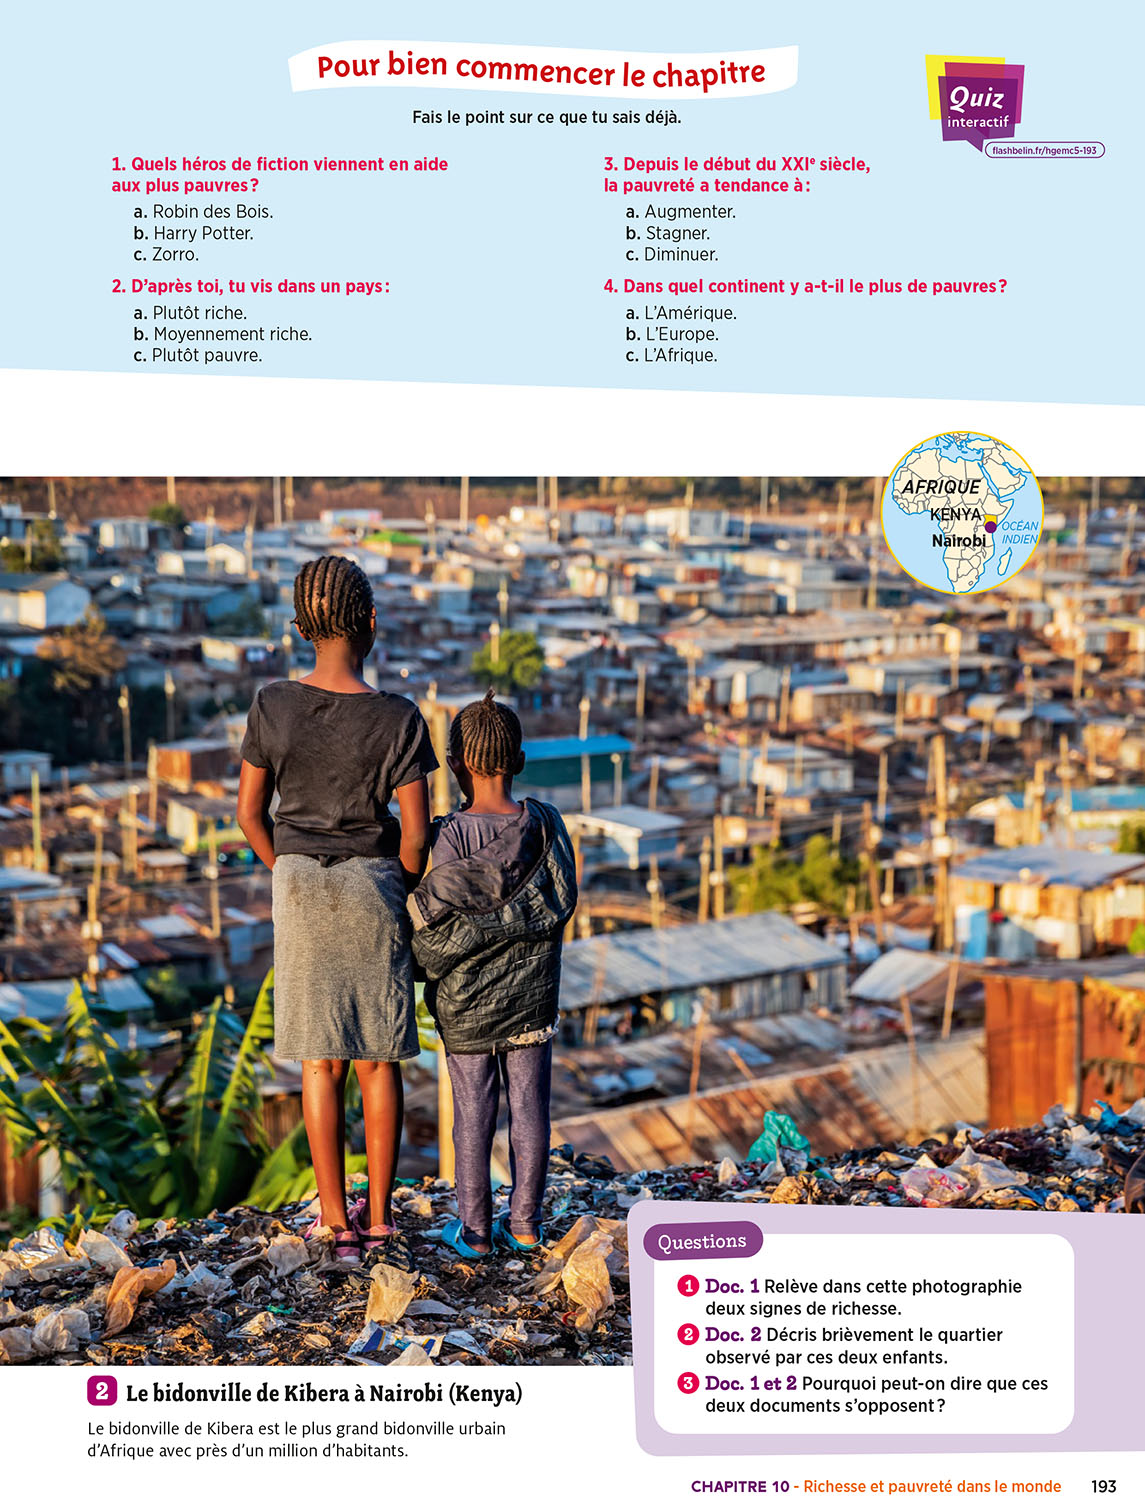 Pour bien commencer le chapitre
Fais le point sur ce que tu sais déjà.
Quiz
interactif
flashbelin.fr/hgemc5-193
1. Quels héros de fiction viennent en aide
aux plus pauvres ?
a. Robin des Bois.
b. Harry Potter.
c. Zorro.
2. D’après toi, tu vis dans un pays :
a. Plutôt riche.
b. Moyennement riche.
c. Plutôt pauvre.
3. Depuis le début du XXIe siècle,
la pauvreté a tendance à :
a. Augmenter.
b. Stagner.
c. Diminuer.
4. Dans quel continent y a-t-il le plus de pauvres ?
a. L’Amérique.
b. L’Europe.
c. L’Afrique.
AFRIQUE
KENYA
Nairobi
OCÉAN
INDIEN
2 Le bidonville de Kibera à Nairobi (Kenya)
Le bidonville de Kibera est le plus grand bidonville urbain
d’Afrique avec près d’un million d’habitants.
Questions
1 Doc. 1 Relève dans cette photographie
deux signes de richesse.
2 Doc. 2 Décris brièvement le quartier
observé par ces deux enfants.
3 Doc. 1 et 2 Pourquoi peut-on dire que ces
deux documents s’opposent ?
CHAPITRE 10 - Richesse et pauvreté dans le monde 193